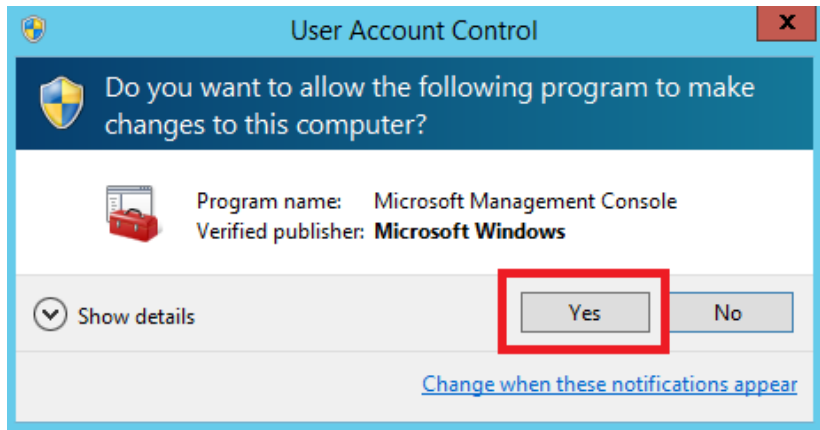 User Account Control
x
Do you want to allow the following program to make
changes to this computer?
Program name: Microsoft Management Console
Verified publisher: Microsoft Windows
Show details
Yes
No
Change when these notifications appear